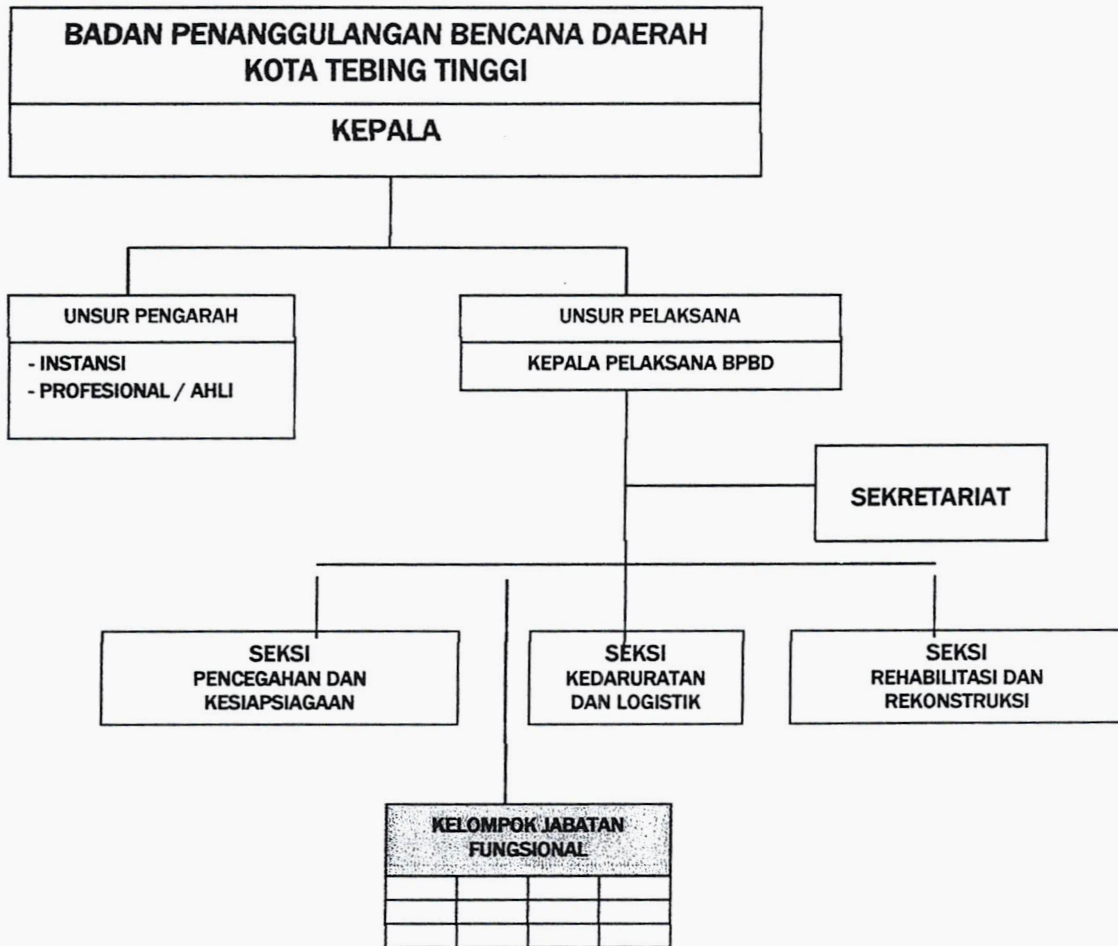 BADAN PENANGGULANGAN BENCANA DAERAH
KOTA TEBING TINGGI
KEPALA
UNSUR PENGARAH
- INSTANSI
- PROFESIONAL / AHLI
UNSUR PELAKSANA
KEPALA PELAKSANA BPBD
SEKRETARIAT
SEKSI
PENCEGAHAN DAN
KESIAPSIAGAAN
SEKSI
KEDARURATAN
DAN LOGISTIK
SEKSI
REHABILITASI DAN
REKONSTRUKSI
KELOMPOK JABATAN
FUNGSIONAL